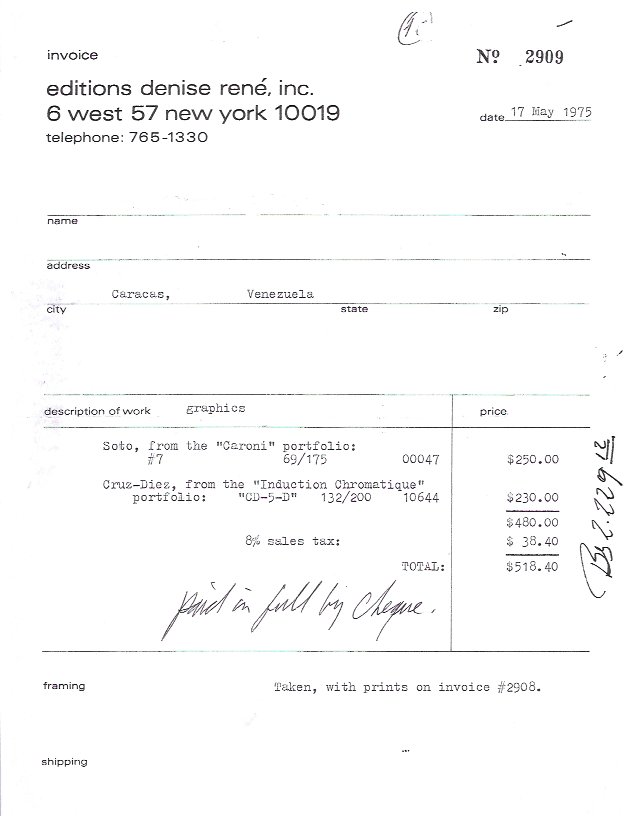 invoice
Nº 2909
editions denise rené, inc.
6 west 57 new york 10019
date 17 May 1975
telephone: 765-1330
name
address
Caracas, Venezuela
city state zip
description of work graphics price
Soto, from the "Caroni" portfolio:
#7 69/175 00047 $250.00
Cruz-Diez, from the "Induction Chromatique"
portfolio: "CD-5-D" 132/200 10644 $230.00
$480.00
8% sales tax: $ 38.40
TOTAL: $518.40
paid in full by cheque.
Bs 2.229 12
framing Taken, with prints on invoice #2908.
shipping